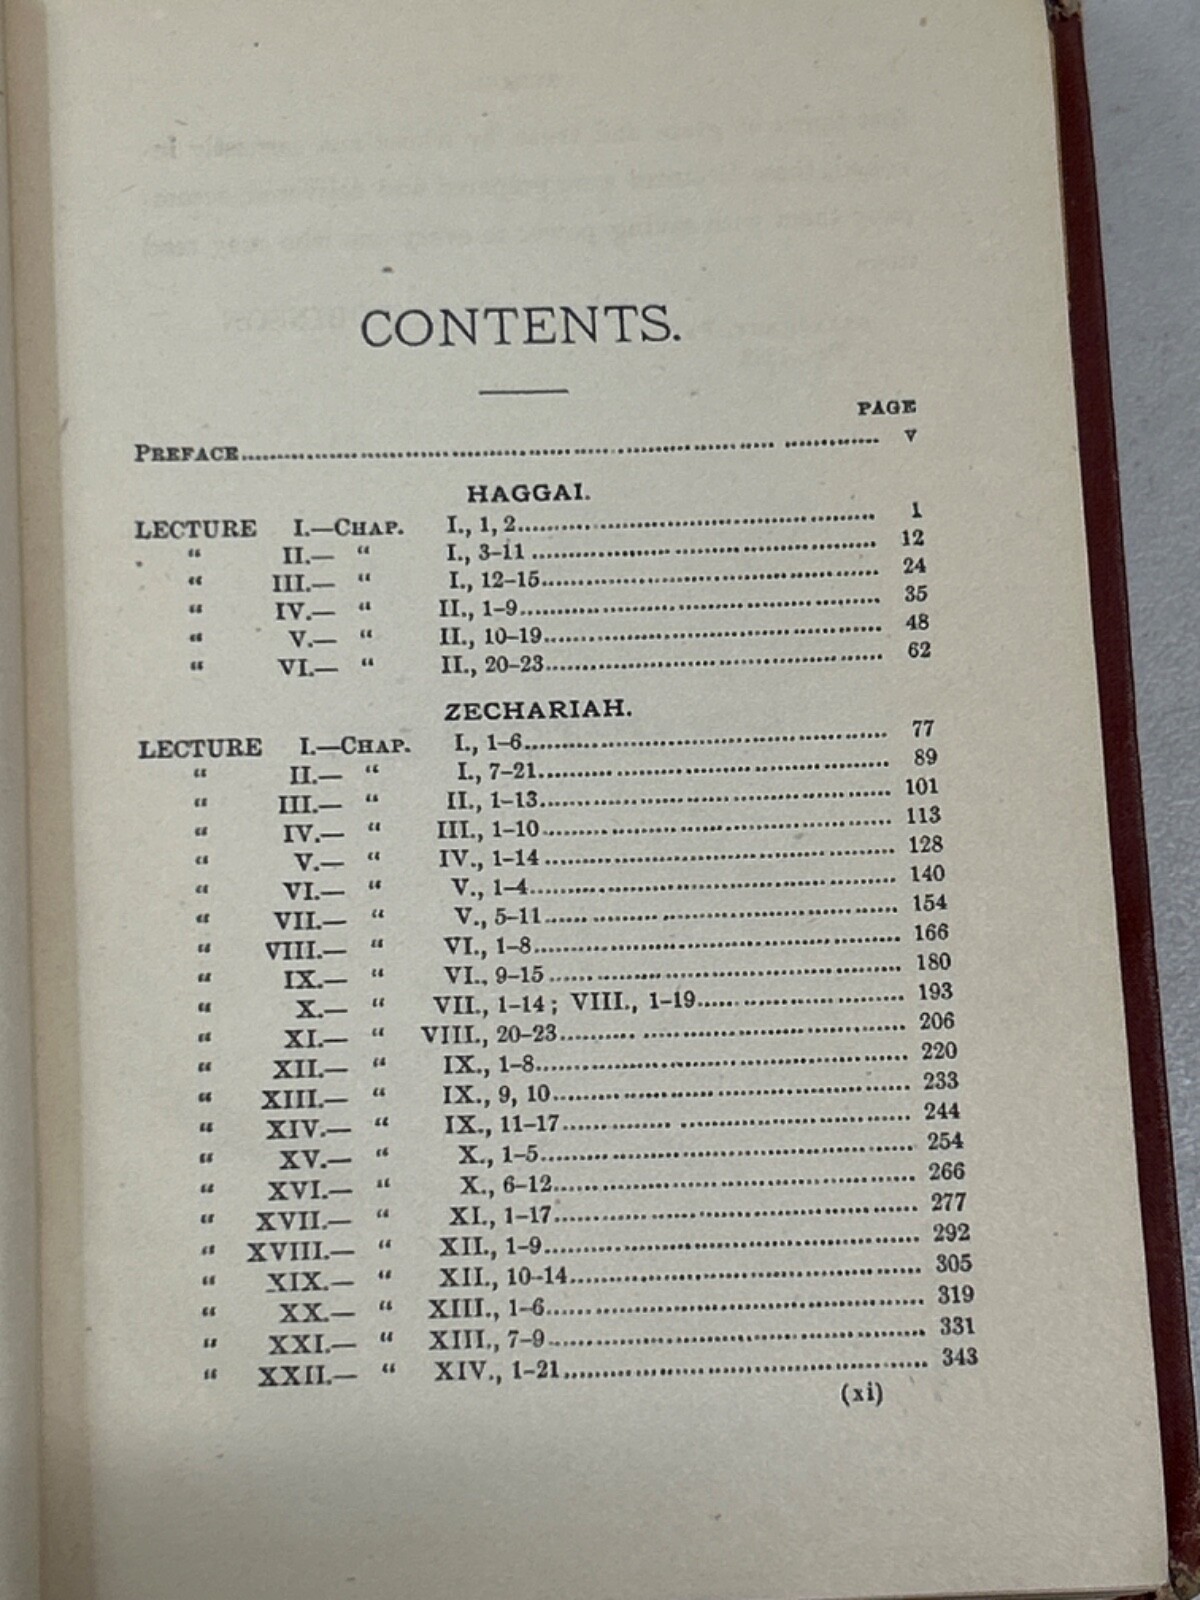 CONTENTS.
PAGE
PREFACE.......... v
HAGGAI.
LECTURE I.—CHAP. I., 1, 2.......... 1
“ II.— “ I., 3–11.......... 12
“ III.— “ I., 12–15.......... 24
“ IV.— “ II., 1–9.......... 35
“ V.— “ II., 10–19.......... 48
“ VI.— “ II., 20–23.......... 62
ZECHARIAH.
LECTURE I.—CHAP. I., 1–6.......... 77
“ II.— “ I., 7–21.......... 89
“ III.— “ II., 1–13.......... 101
“ IV.— “ III., 1–10.......... 113
“ V.— “ IV., 1–14.......... 128
“ VI.— “ V., 1–4.......... 140
“ VII.— “ V., 5–11.......... 154
“ VIII.— “ VI., 1–8.......... 166
“ IX.— “ VI., 9–15.......... 180
“ X.— “ VII., 1–14; VIII., 1–19.......... 193
“ XI.— “ VIII., 20–23.......... 206
“ XII.— “ IX., 1–8.......... 220
“ XIII.— “ IX., 9, 10.......... 233
“ XIV.— “ IX., 11–17.......... 244
“ XV.— “ X., 1–5.......... 254
“ XVI.— “ X., 6–12.......... 266
“ XVII.— “ XI., 1–17.......... 277
“ XVIII.— “ XII., 1–9.......... 292
“ XIX.— “ XII., 10–14.......... 305
“ XX.— “ XIII., 1–6.......... 319
“ XXI.— “ XIII., 7–9.......... 331
“ XXII.— “ XIV., 1–21.......... 343
(xi)